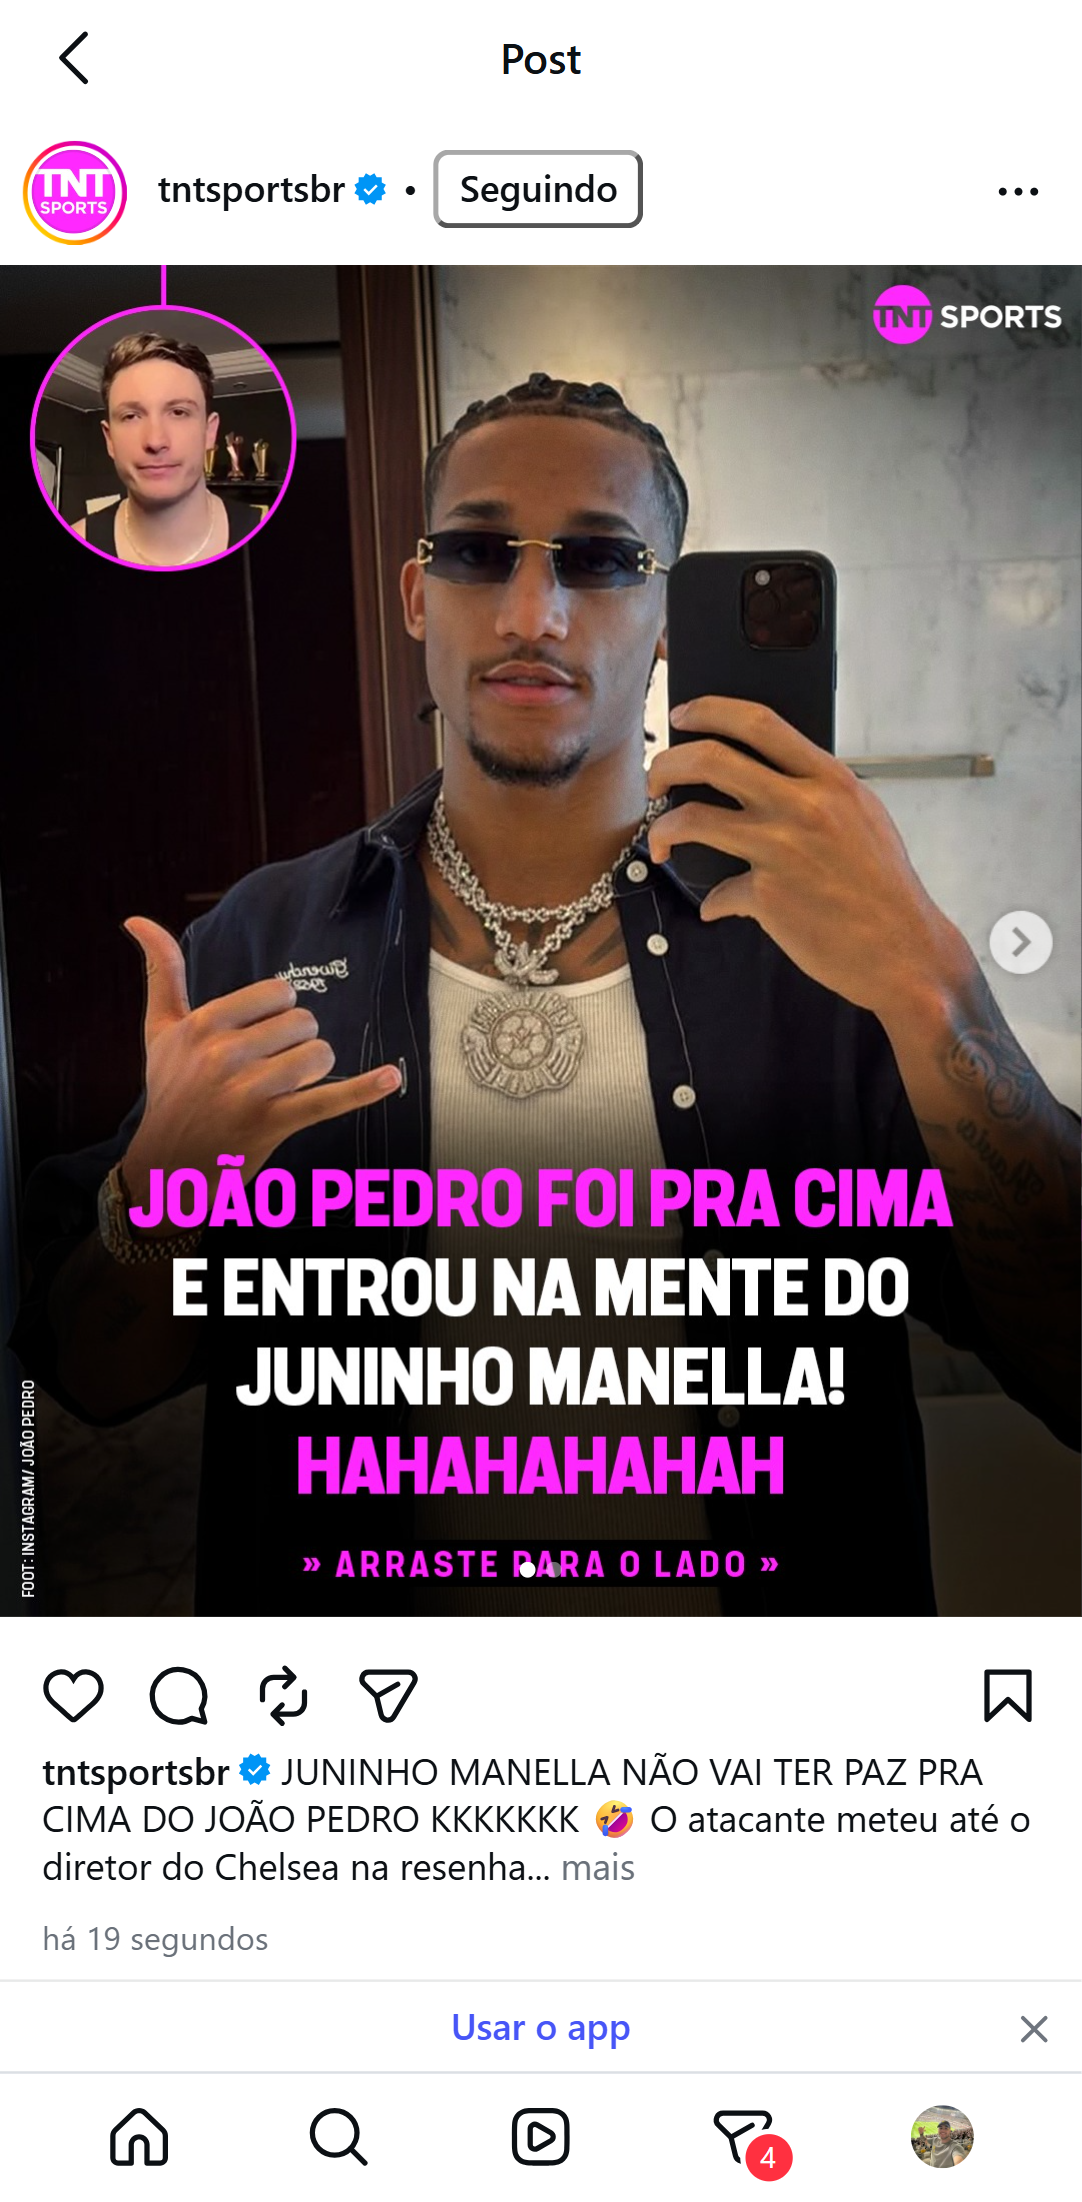 Post
TNT
SPORTS
tntsportsbr • Seguindo
TNT SPORTS
JOÃO PEDRO FOI PRA CIMA
E ENTROU NA MENTE DO
JUNINHO MANELLA!
HAHAHAHAHAH
» ARRASTE PARA O LADO »
FOOT: INSTAGRAM/ JOÃO PEDRO
tntsportsbr JUNINHO MANELLA NÃO VAI TER PAZ PRA
CIMA DO JOÃO PEDRO KKKKKKK 🤣 O atacante meteu até o
diretor do Chelsea na resenha... mais
há 19 segundos
Usar o app
4